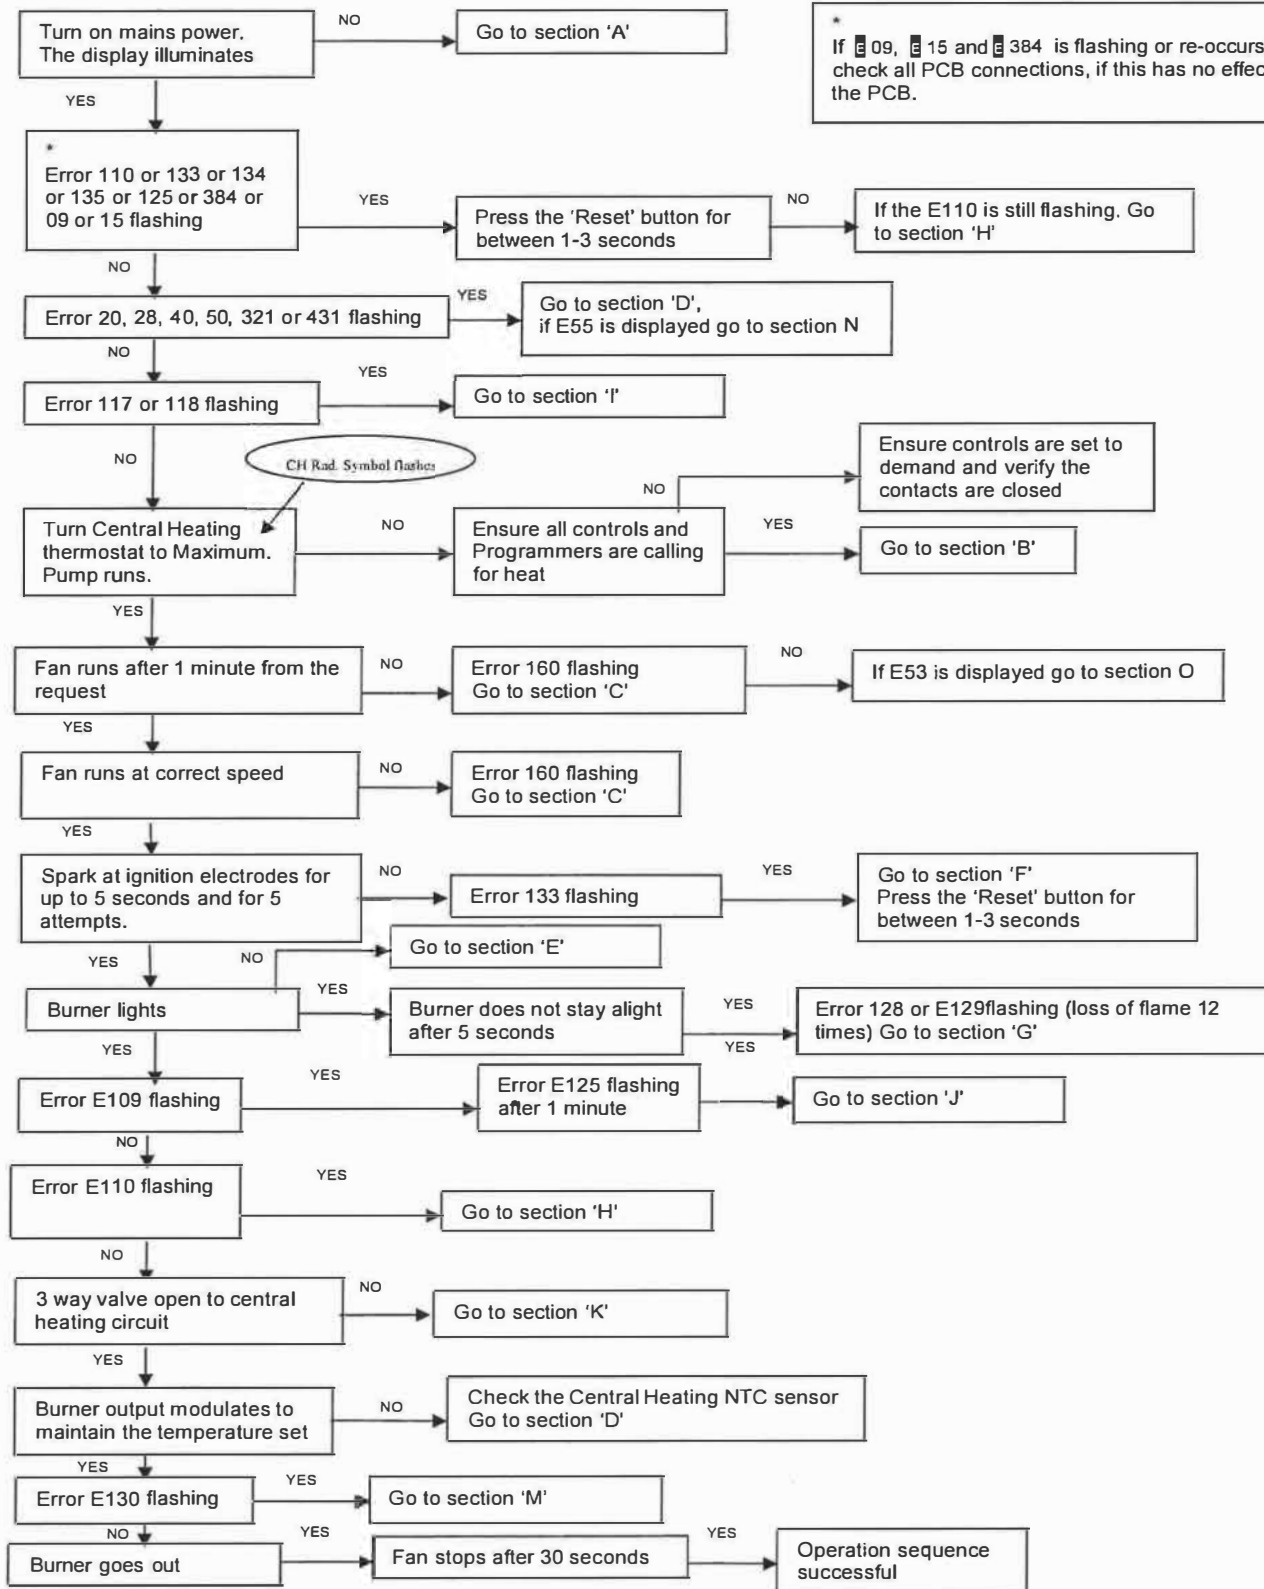 Turn on mains power.
The display illuminates
NO
Go to section 'A'
*
If E 09, E 15 and E 384 is flashing or re-occurs
check all PCB connections, if this has no effec
the PCB.
YES
*
Error 110 or 133 or 134
or 135 or 125 or 384 or
09 or 15 flashing
YES
Press the 'Reset' button for
between 1-3 seconds
NO
If the E110 is still flashing. Go
to section 'H'
NO
Error 20, 28, 40, 50, 321 or 431 flashing
YES
Go to section 'D',
if E55 is displayed go to section N
NO
Error 117 or 118 flashing
YES
Go to section 'I'
NO
CH Rad. Symbol flashes
Turn Central Heating
thermostat to Maximum.
Pump runs.
NO
Ensure all controls and
Programmers are calling
for heat
NO
Ensure controls are set to
demand and verify the
contacts are closed
YES
Go to section 'B'
YES
Fan runs after 1 minute from the
request
NO
Error 160 flashing
Go to section 'C'
NO
If E53 is displayed go to section O
YES
Fan runs at correct speed
NO
Error 160 flashing
Go to section 'C'
YES
Spark at ignition electrodes for
up to 5 seconds and for 5
attempts.
NO
Error 133 flashing
YES
Go to section 'F'
Press the 'Reset' button for
between 1-3 seconds
YES
NO
Go to section 'E'
Burner lights
YES
Burner does not stay alight
after 5 seconds
YES
YES
Error 128 or E129flashing (loss of flame 12
times) Go to section 'G'
YES
Error E109 flashing
YES
Error E125 flashing
after 1 minute
Go to section 'J'
NO
Error E110 flashing
YES
Go to section 'H'
NO
3 way valve open to central
heating circuit
NO
Go to section 'K'
YES
Burner output modulates to
maintain the temperature set
NO
Check the Central Heating NTC sensor
Go to section 'D'
YES
Error E130 flashing
YES
Go to section 'M'
NO
Burner goes out
YES
Fan stops after 30 seconds
YES
Operation sequence
successful